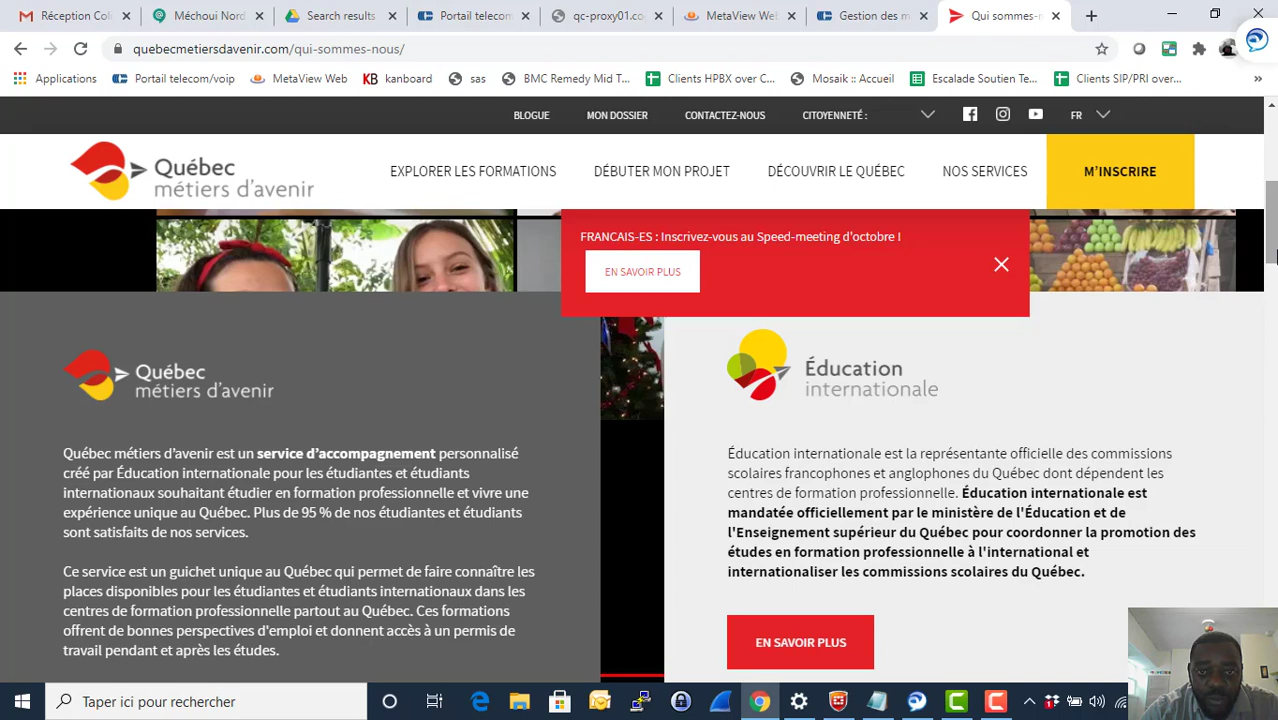 Réception Coli
Méchoui Nord
Search results
Portail telecom
qc-proxy01.co
MetaView Web
Gestion des m
Qui sommes-n
quebecmetiersdavenir.com/qui-sommes-nous/
Applications
Portail telecom/voip
MetaView Web
KB kanboard
sas
BMC Remedy Mid T...
Clients HPBX over C...
Mosaik :: Accueil
Escalade Soutien Te...
Clients SIP/PRI over...
»
BLOGUE
MON DOSSIER
CONTACTEZ-NOUS
CITOYENNETÉ :
FR
Québec
métiers d'avenir
EXPLORER LES FORMATIONS
DÉBUTER MON PROJET
DÉCOUVRIR LE QUÉBEC
NOS SERVICES
M'INSCRIRE
FRANCAIS-ES : Inscrivez-vous au Speed-meeting d'octobre !
EN SAVOIR PLUS
Québec
métiers d'avenir
Québec métiers d'avenir est un service d'accompagnement personnalisé
créé par Éducation internationale pour les étudiantes et étudiants
internationaux souhaitant étudier en formation professionnelle et vivre une
expérience unique au Québec. Plus de 95 % de nos étudiantes et étudiants
sont satisfaits de nos services.
Ce service est un guichet unique au Québec qui permet de faire connaître les
places disponibles pour les étudiantes et étudiants internationaux dans les
centres de formation professionnelle partout au Québec. Ces formations
offrent de bonnes perspectives d'emploi et donnent accès à un permis de
travail pendant et après les études.
Éducation
internationale
Éducation internationale est la représentante officielle des commissions
scolaires francophones et anglophones du Québec dont dépendent les
centres de formation professionnelle. Éducation internationale est
mandatée officiellement par le ministère de l'Éducation et de
l'Enseignement supérieur du Québec pour coordonner la promotion des
études en formation professionnelle à l'international et
internationaliser les commissions scolaires du Québec.
EN SAVOIR PLUS
Taper ici pour rechercher